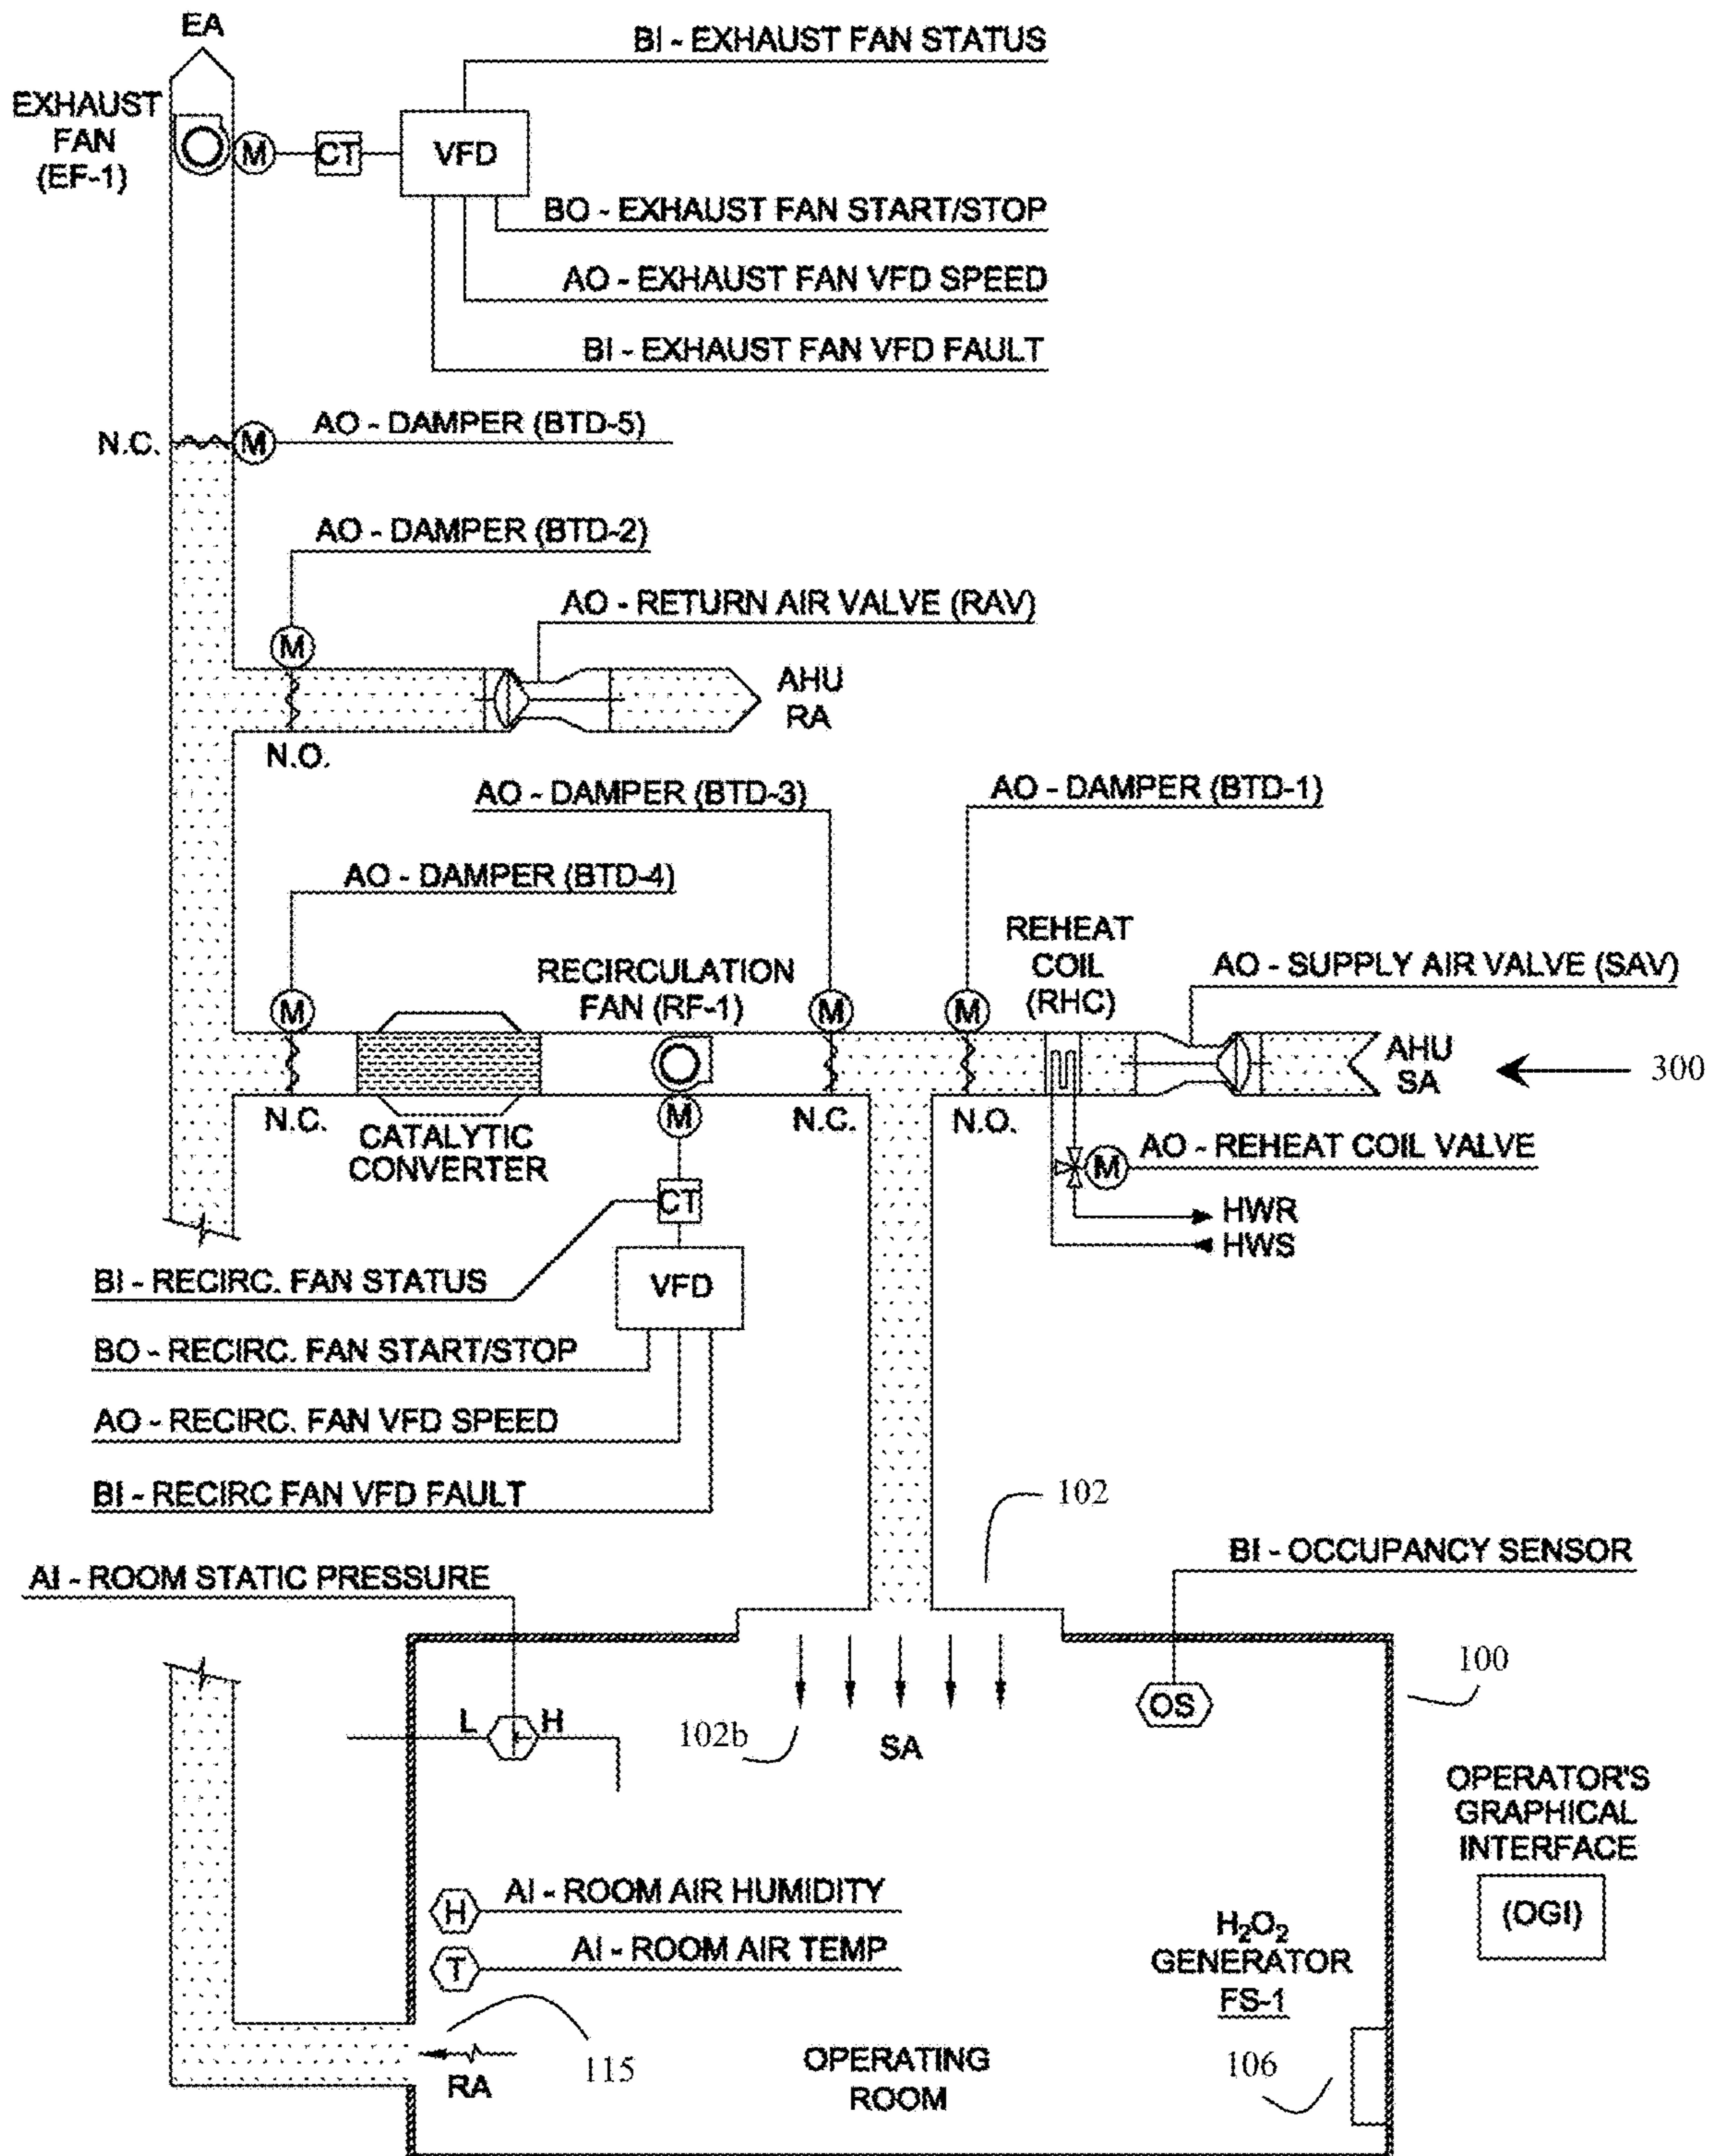 EA
BI - EXHAUST FAN STATUS
EXHAUST
FAN
(EF-1)
M
CT
VFD
BO - EXHAUST FAN START/STOP
AO - EXHAUST FAN VFD SPEED
BI - EXHAUST FAN VFD FAULT
N.C.
M
AO - DAMPER (BTD-5)
AO - DAMPER (BTD-2)
AO - RETURN AIR VALVE (RAV)
M
AHU
RA
N.O.
AO - DAMPER (BTD-3)
AO - DAMPER (BTD-1)
AO - DAMPER (BTD-4)
REHEAT
COIL
(RHC)
RECIRCULATION
FAN (RF-1)
AO - SUPPLY AIR VALVE (SAV)
M
M
M
AHU
SA
300
N.C.
M
N.C.
N.O.
CATALYTIC
CONVERTER
M
AO - REHEAT COIL VALVE
CT
HWR
HWS
BI - RECIRC. FAN STATUS
VFD
BO - RECIRC. FAN START/STOP
AO - RECIRC. FAN VFD SPEED
BI - RECIRC FAN VFD FAULT
102
BI - OCCUPANCY SENSOR
AI - ROOM STATIC PRESSURE
100
OS
L
H
102b
SA
OPERATOR'S
GRAPHICAL
INTERFACE
(OGI)
H
AI - ROOM AIR HUMIDITY
T
AI - ROOM AIR TEMP
H₂O₂
GENERATOR
FS-1
RA
115
OPERATING
ROOM
106